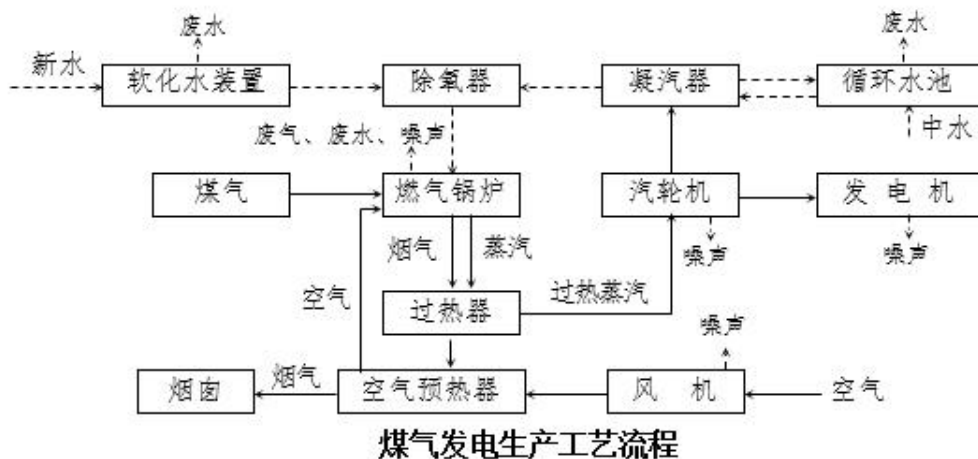 废水
废水
新水
软化水装置
除氧器
凝汽器
循环水池
废气、废水、噪声
中水
煤气
燃气锅炉
汽轮机
发电机
烟气
蒸汽
噪声
噪声
空气
过热器
过热蒸汽
噪声
烟囱
烟气
空气预热器
风机
空气
煤气发电生产工艺流程